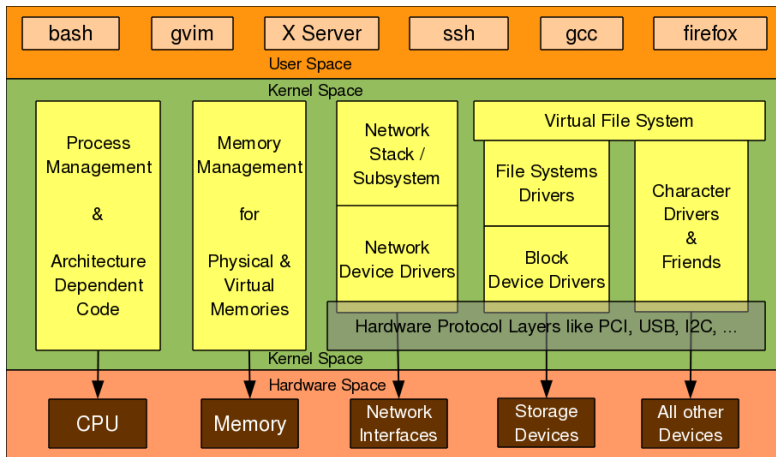 bash
gvim
X Server
ssh
gcc
firefox
User Space
Kernel Space
Process
Management
&
Architecture
Dependent
Code
Memory
Management
for
Physical &
Virtual
Memories
Network
Stack /
Subsystem
Network
Device Drivers
Virtual File System
File Systems
Drivers
Block
Device Drivers
Character
Drivers
&
Friends
Hardware Protocol Layers like PCI, USB, I2C, ...
Kernel Space
Hardware Space
CPU
Memory
Network
Interfaces
Storage
Devices
All other
Devices